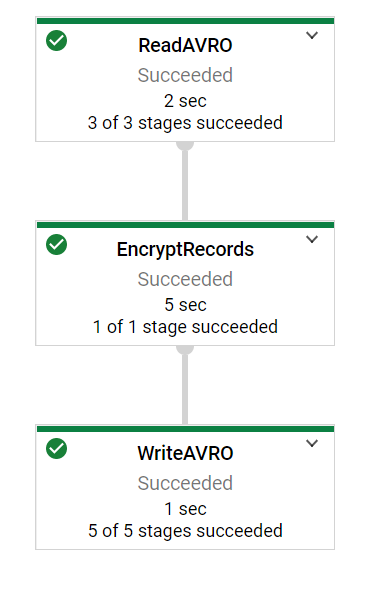 ReadAVRO
Succeeded
2 sec
3 of 3 stages succeeded
EncryptRecords
Succeeded
5 sec
1 of 1 stage succeeded
WriteAVRO
Succeeded
1 sec
5 of 5 stages succeeded